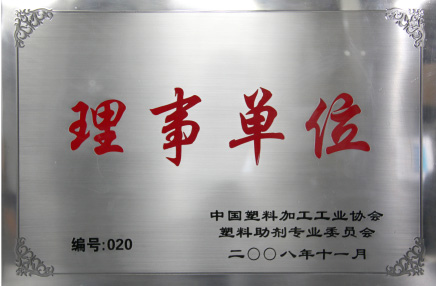 理事单位
中国塑料加工工业协会
塑料助剂专业委员会
编号:020
二〇〇八年十一月